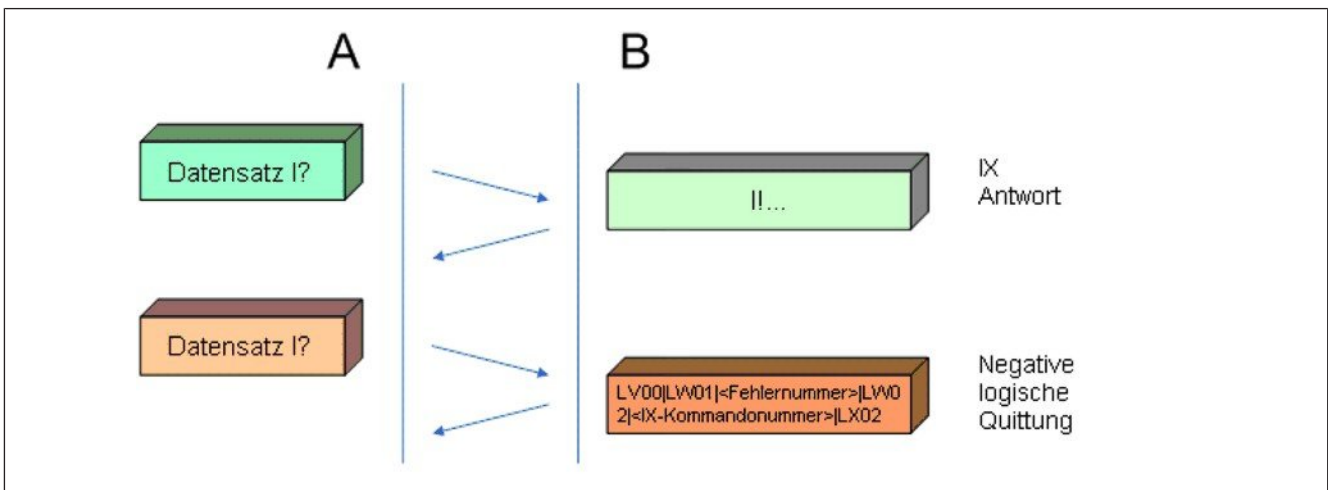 A
B
Datensatz I?
I!...
IX
Antwort
Datensatz I?
LV00|LW01|<Fehlernummer>|LW0
2|<IX-Kommandonummer>|LX02
Negative
logische
Quittung